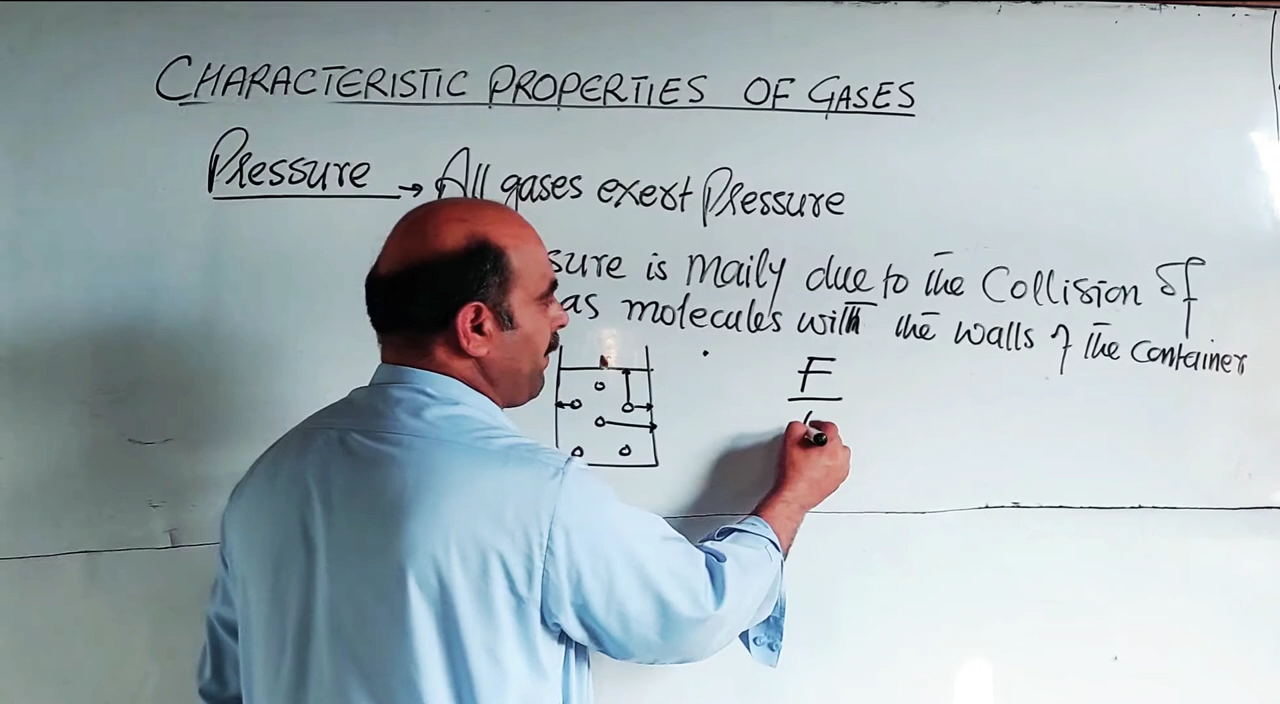 CHARACTERISTIC PROPERTIES OF GASES
Pressure → All gases exert Pressure
sure is maily due to the Collision of
as molecules with the walls of the Container
F